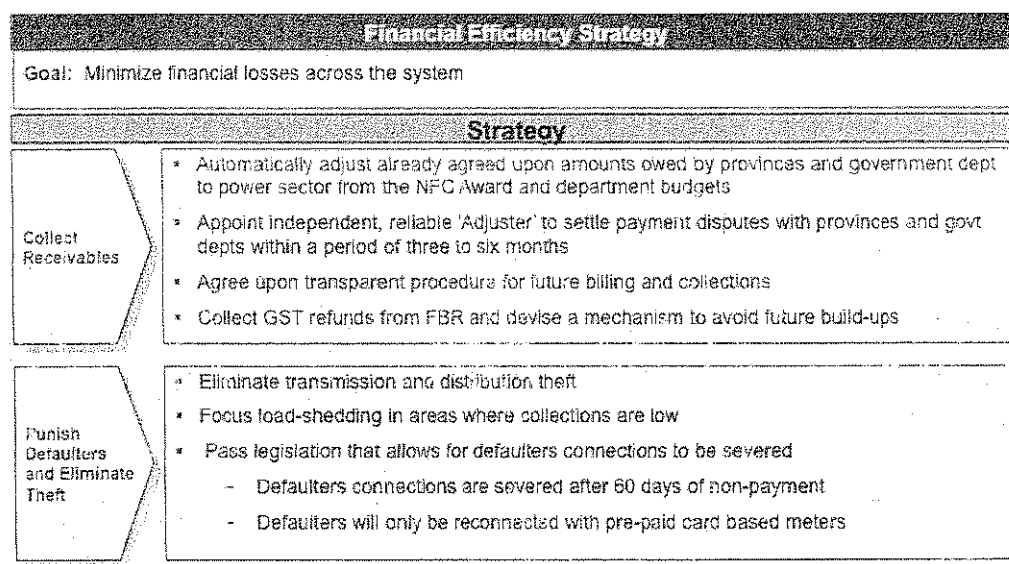 Financial Efficiency Strategy
Goal: Minimize financial losses across the system
Strategy
Collect
Receivables
• Automatically adjust already agreed upon amounts owed by provinces and government dept
to power sector from the NFC Award and department budgets
• Appoint independent, reliable 'Adjuster' to settle payment disputes with provinces and govt
depts within a period of three to six months
• Agree upon transparent procedure for future billing and collections
• Collect GST refunds from FBR and devise a mechanism to avoid future build-ups
Punish
Defaulters
and Eliminate
Theft
• Eliminate transmission and distribution theft
• Focus load-shedding in areas where collections are low
• Pass legislation that allows for defaulters connections to be severed
- Defaulters connections are severed after 60 days of non-payment
- Defaulters will only be reconnected with pre-paid card based meters